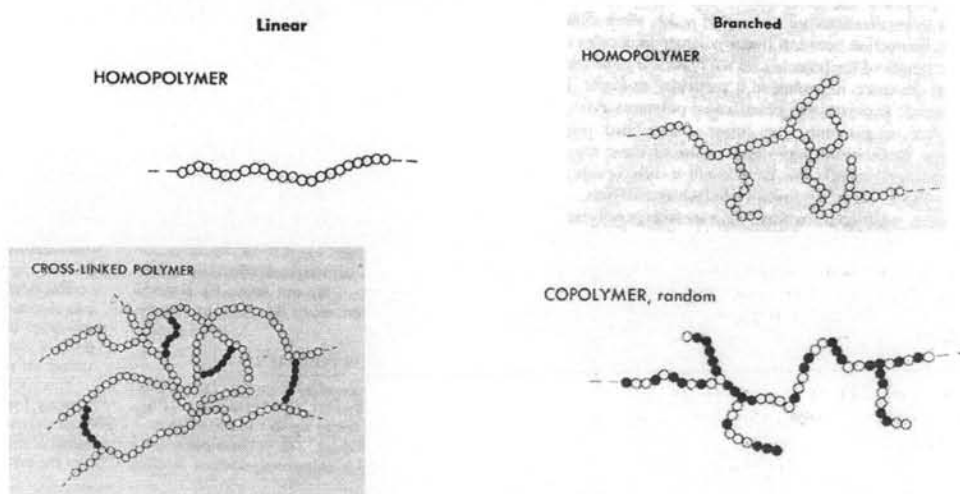 Linear
Branched
HOMOPOLYMER
HOMOPOLYMER
CROSS-LINKED POLYMER
COPOLYMER, random